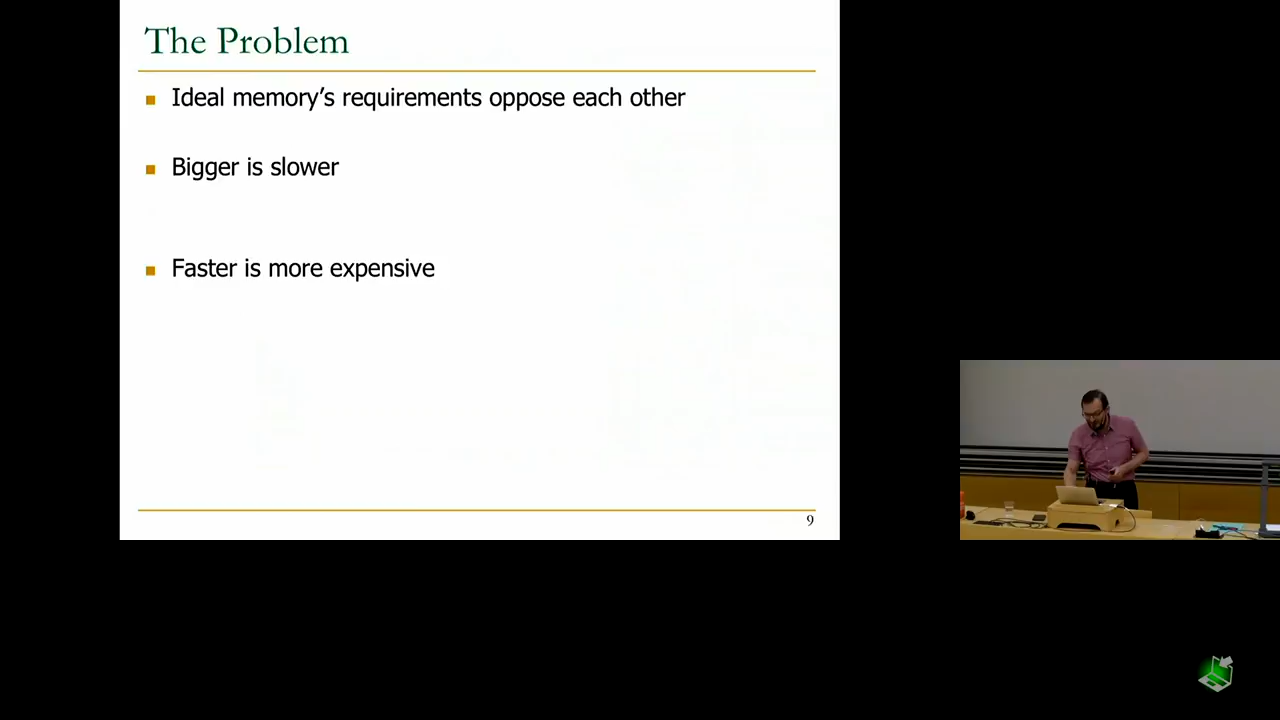 The Problem
Ideal memory’s requirements oppose each other
Bigger is slower
Faster is more expensive
9